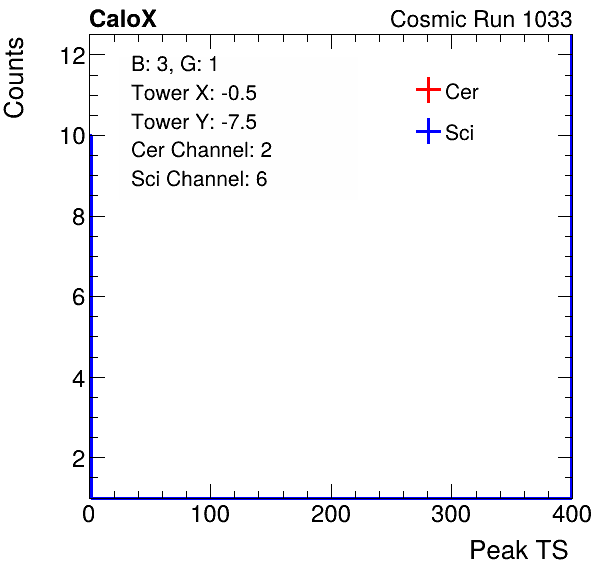 CaloX
Cosmic Run 1033
Counts
12
10
8
6
4
2
B: 3, G: 1
Tower X: -0.5
Tower Y: -7.5
Cer Channel: 2
Sci Channel: 6
Cer
Sci
0
100
200
300
400
Peak TS